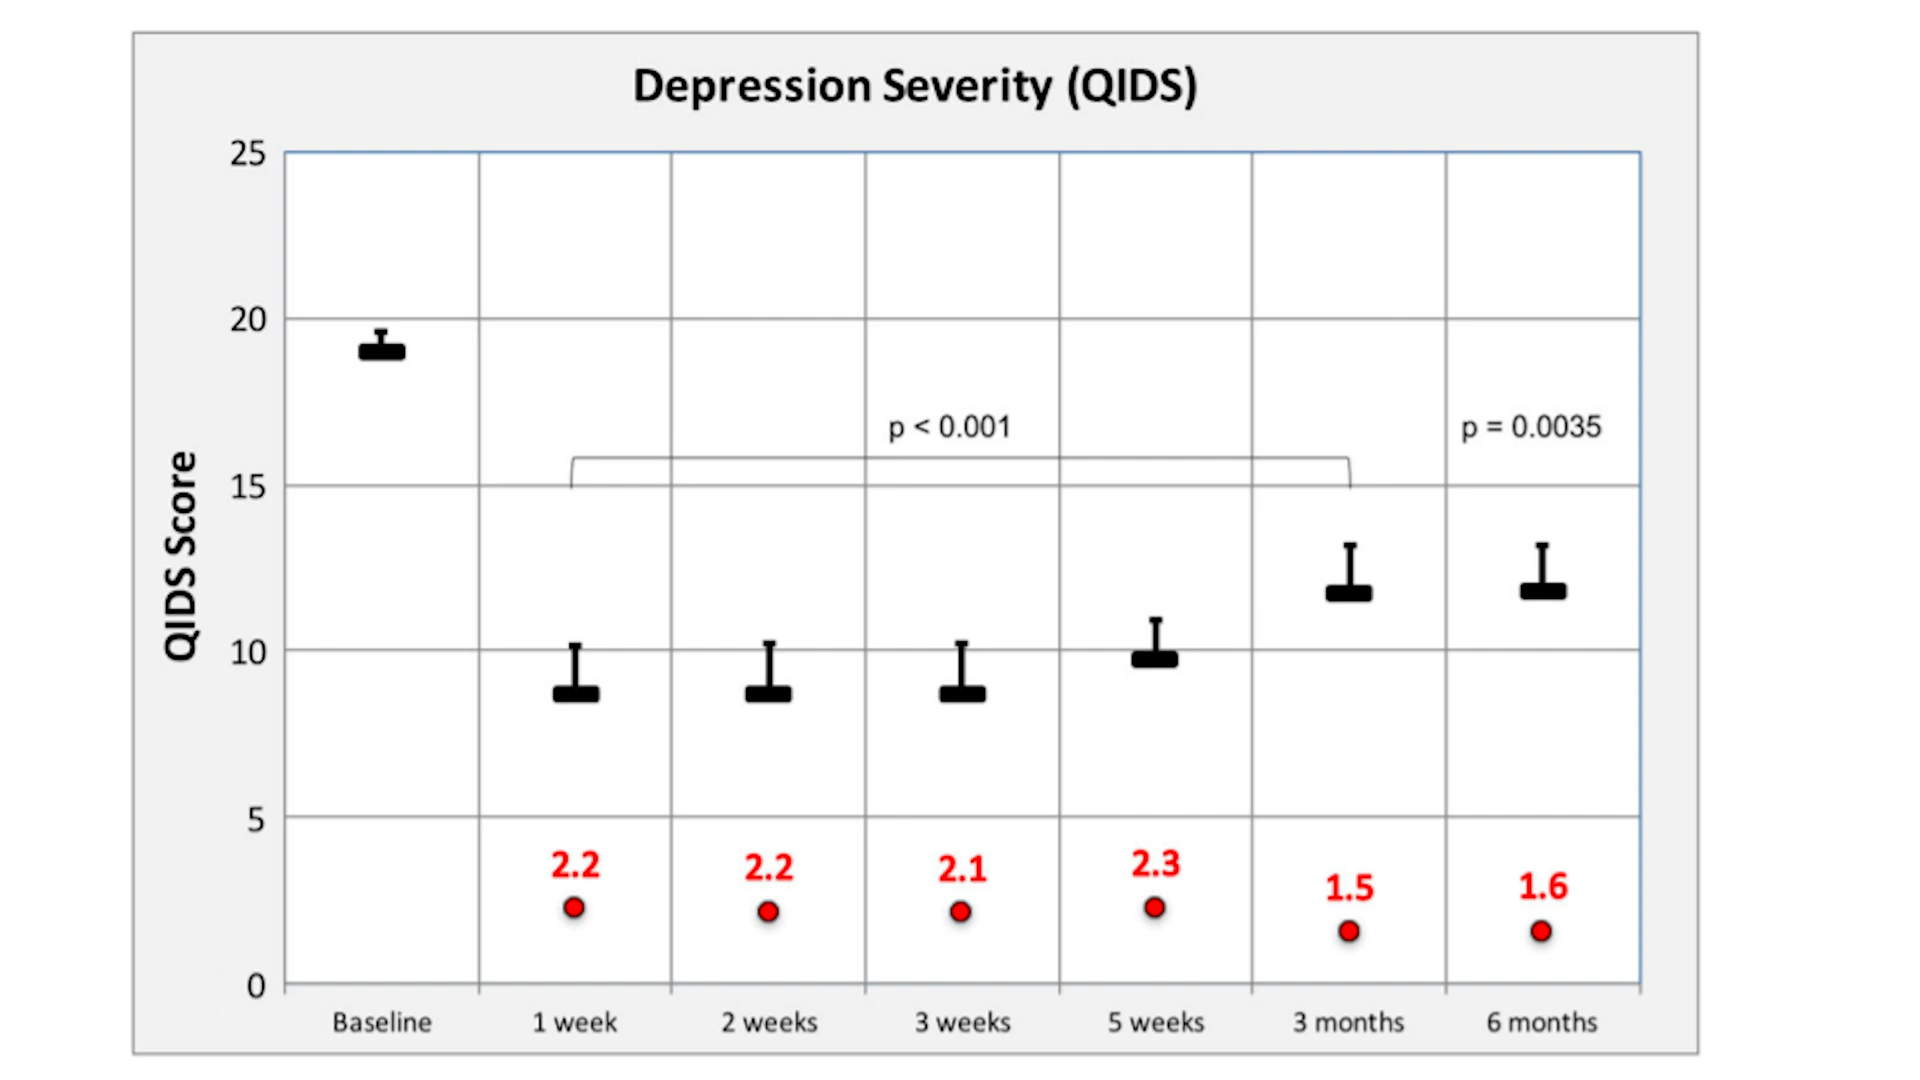 Depression Severity (QIDS)
25
20
15
10
5
0
QIDS Score
p < 0.001
p = 0.0035
2.2
2.2
2.1
2.3
1.5
1.6
Baseline
1 week
2 weeks
3 weeks
5 weeks
3 months
6 months